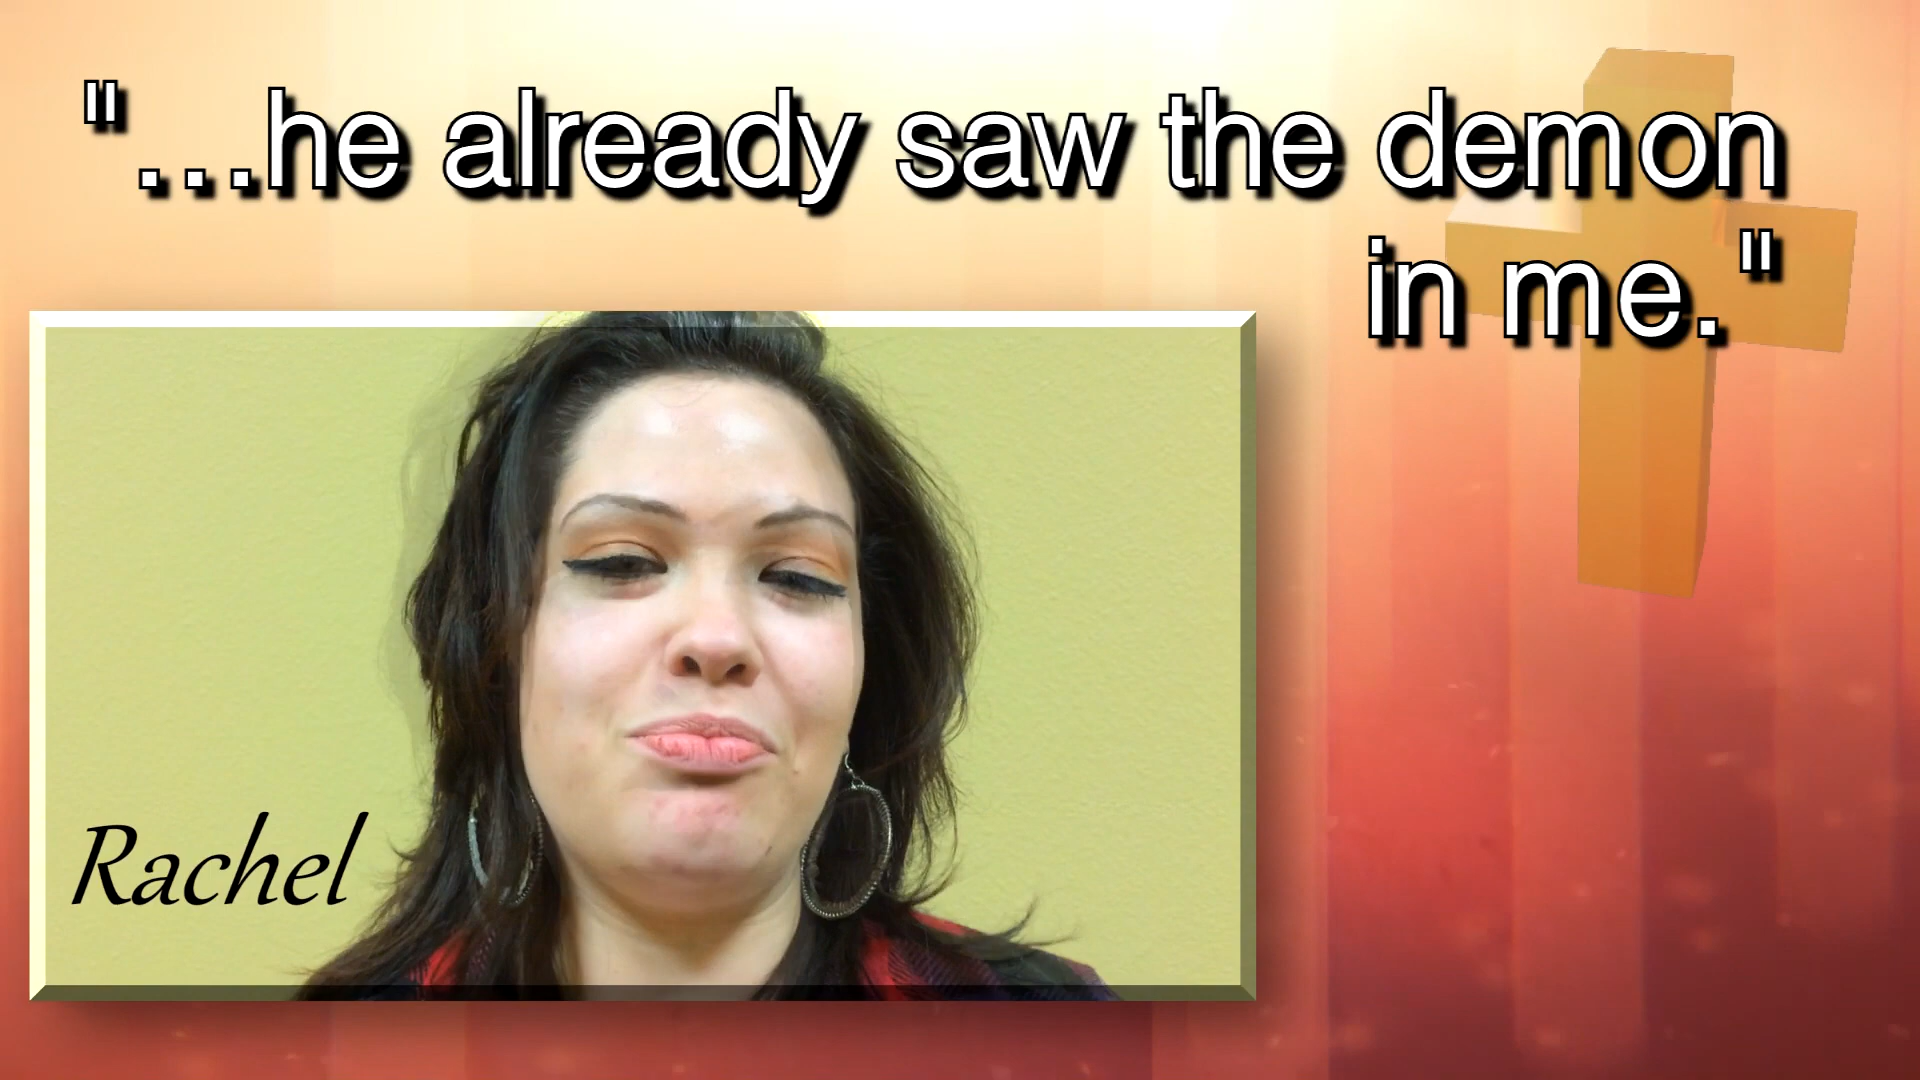 "...he already saw the demon
in me."
Rachel